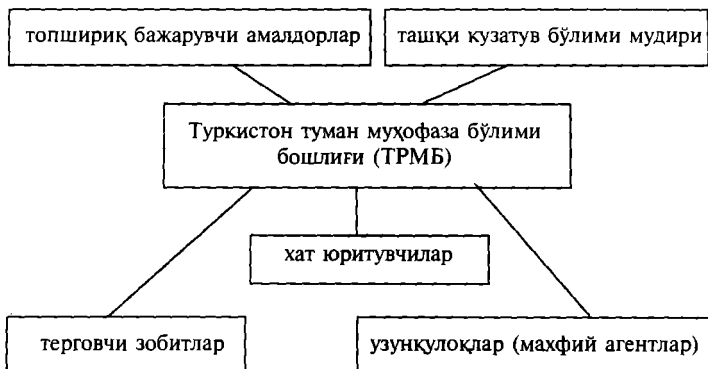 топшириқ бажарувчи амалдорлар
ташқи кузатув бўлими мудири
Туркистон туман муҳофаза бўлими
бошлиғи (ТРМБ)
хат юритувчилар
терговчи зобитлар
узунқулоқлар (махфий агентлар)